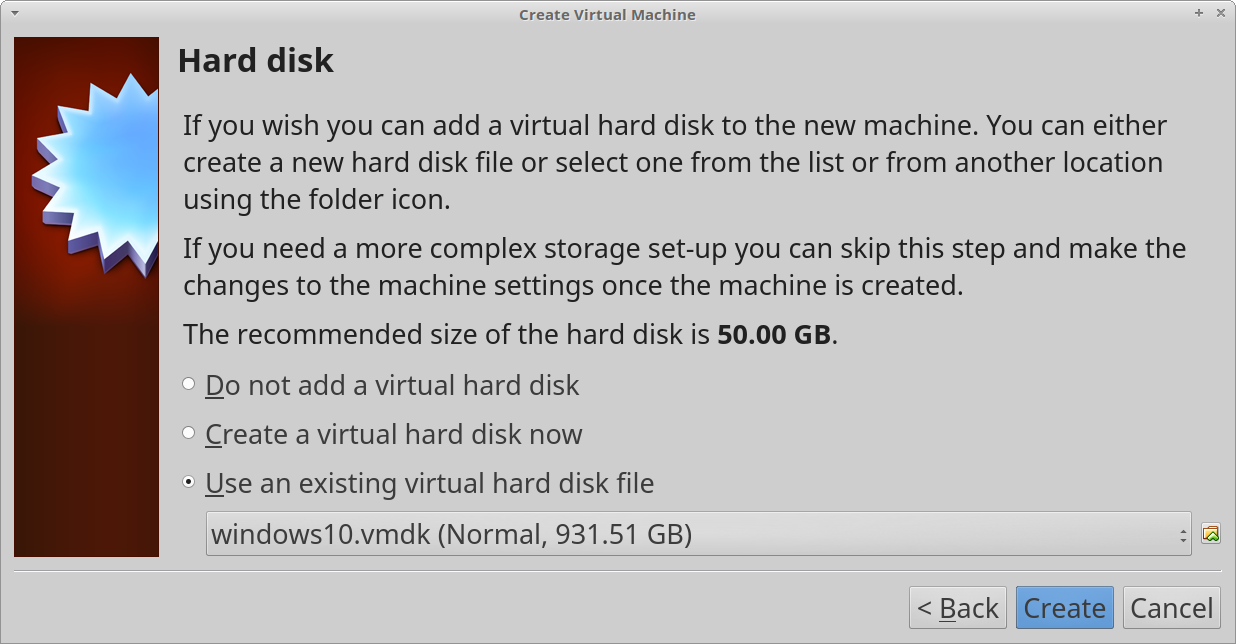 Create Virtual Machine
Hard disk
If you wish you can add a virtual hard disk to the new machine. You can either
create a new hard disk file or select one from the list or from another location
using the folder icon.
If you need a more complex storage set-up you can skip this step and make the
changes to the machine settings once the machine is created.
The recommended size of the hard disk is 50.00 GB.
Do not add a virtual hard disk
Create a virtual hard disk now
Use an existing virtual hard disk file
windows10.vmdk (Normal, 931.51 GB)
< Back Create Cancel